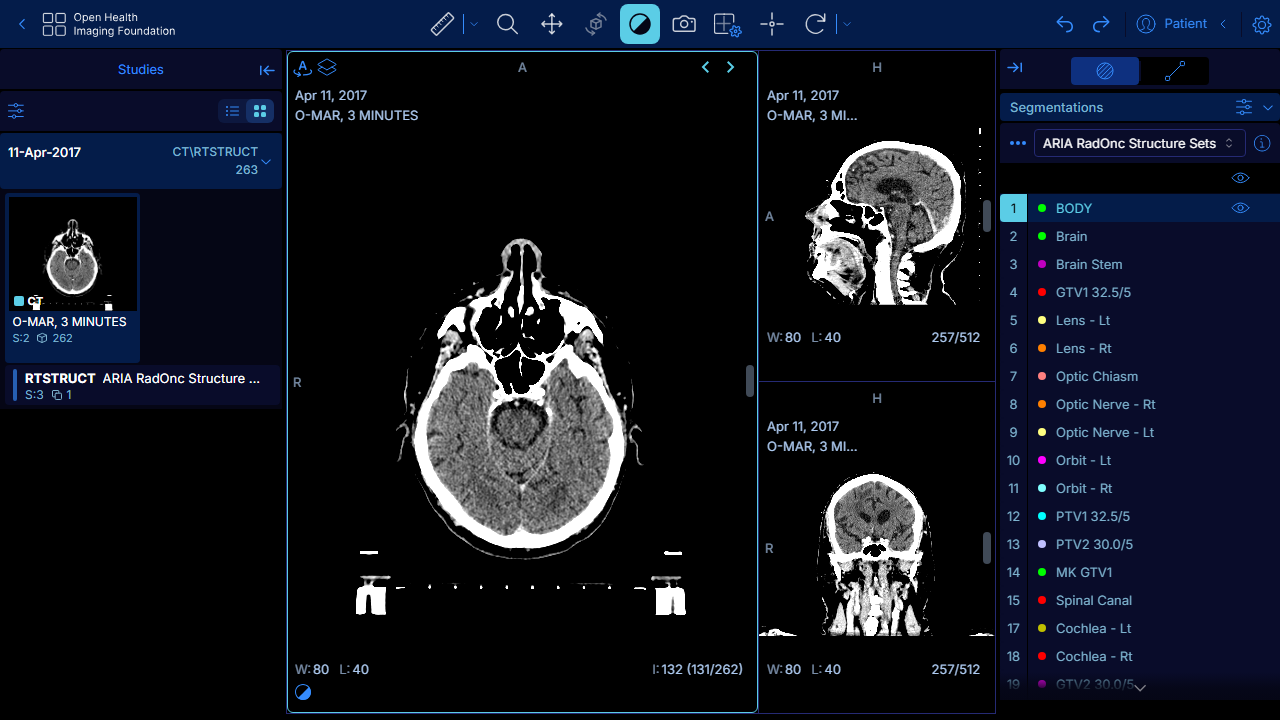 Open Health
Imaging Foundation
Patient
Studies
11-Apr-2017
CT\RTSTRUCT
263
CT
O-MAR, 3 MINUTES
S:2 262
RTSTRUCT ARIA RadOnc Structure ...
S:3 1
A
A
Apr 11, 2017
O-MAR, 3 MINUTES
R
W:80 L:40
I:132 (131/262)
H
Apr 11, 2017
O-MAR, 3 MI...
A
W:80 L:40
257/512
H
Apr 11, 2017
O-MAR, 3 MI...
R
W:80 L:40
257/512
Segmentations
ARIA RadOnc Structure Sets
1 BODY
2 Brain
3 Brain Stem
4 GTV1 32.5/5
5 Lens - Lt
6 Lens - Rt
7 Optic Chiasm
8 Optic Nerve - Rt
9 Optic Nerve - Lt
10 Orbit - Lt
11 Orbit - Rt
12 PTV1 32.5/5
13 PTV2 30.0/5
14 MK GTV1
15 Spinal Canal
17 Cochlea - Lt
18 Cochlea - Rt
19 GTV2 30.0/5